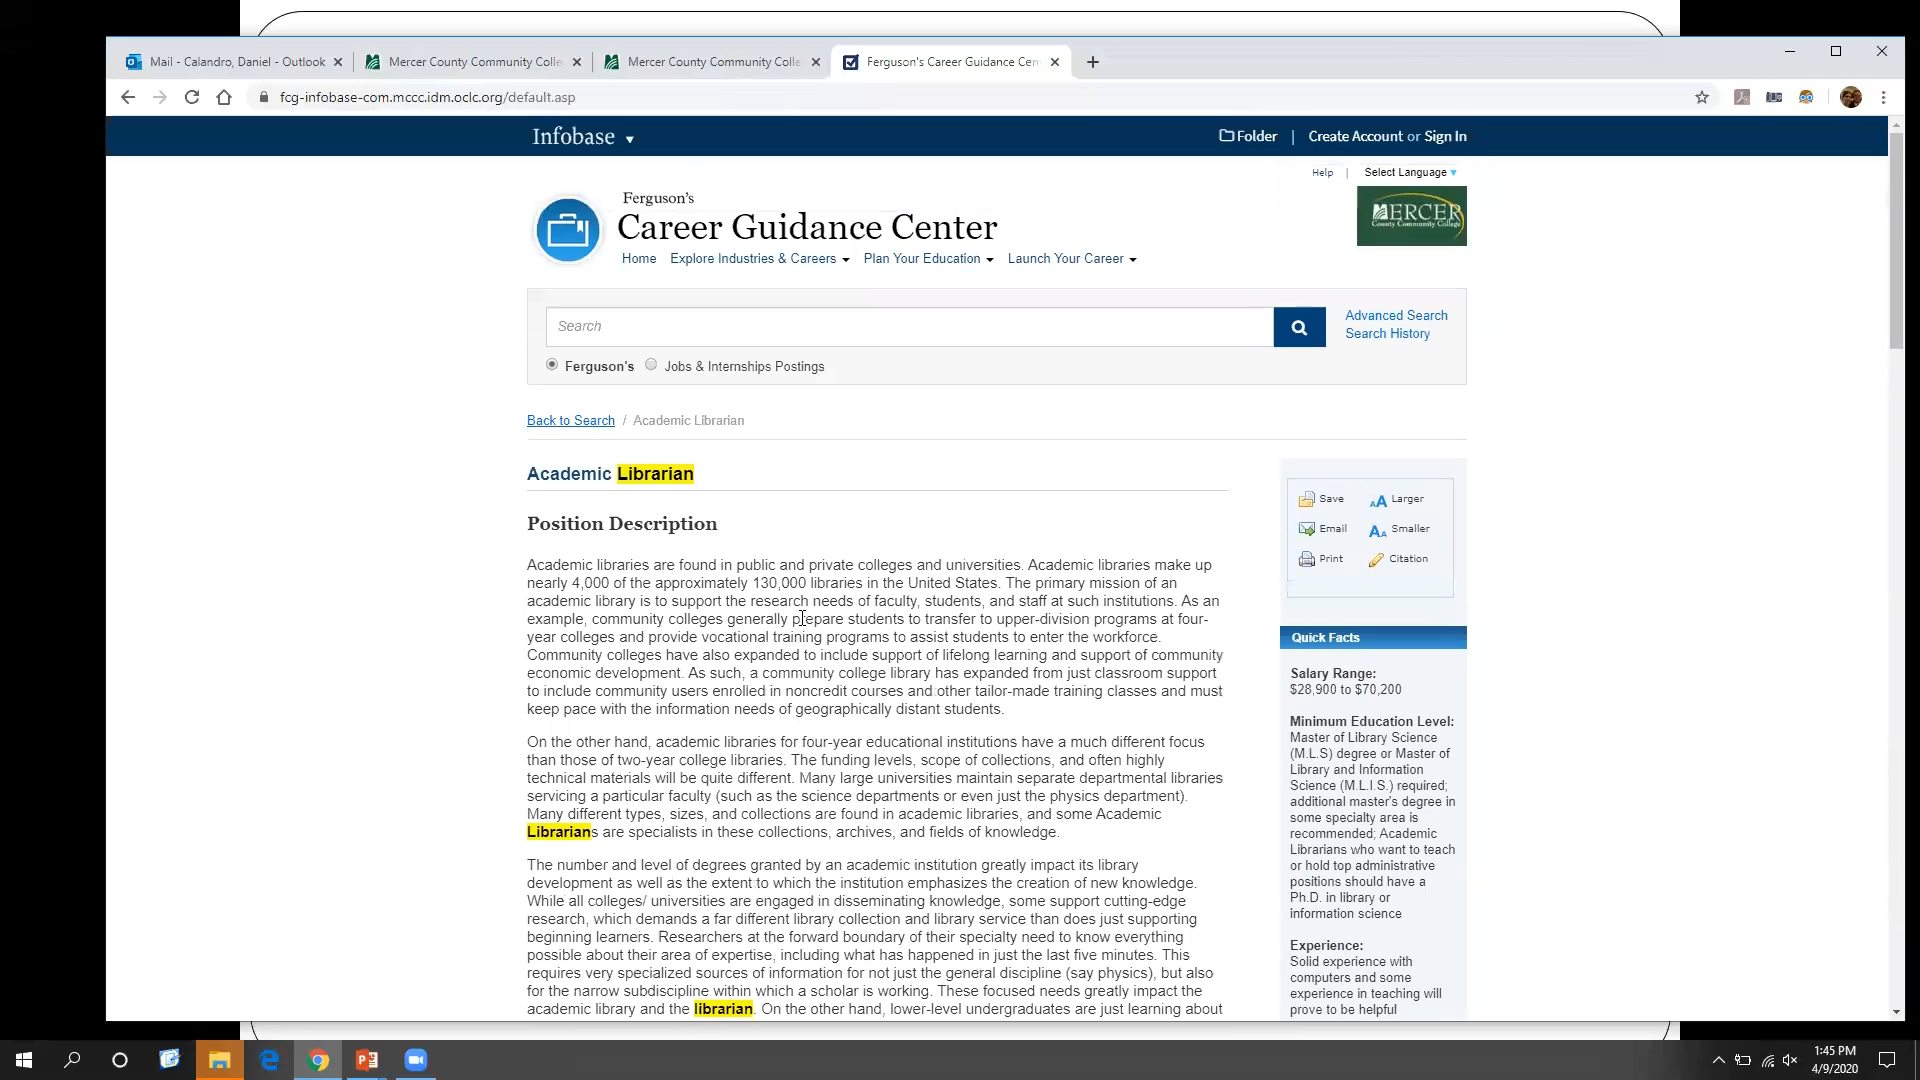 Mail - Calandro, Daniel - Outlook
Mercer County Community Colle
Mercer County Community Colle
Ferguson's Career Guidance Cen
fcg-infobase-com.mccc.idm.oclc.org/default.asp
Infobase
Folder | Create Account or Sign In
Help | Select Language
MERCER
County Community College
Ferguson's
Career Guidance Center
Home Explore Industries & Careers Plan Your Education Launch Your Career
Search
Advanced Search
Search History
Ferguson's Jobs & Internships Postings
Back to Search / Academic Librarian
Academic Librarian
Position Description
Academic libraries are found in public and private colleges and universities. Academic libraries make up
nearly 4,000 of the approximately 130,000 libraries in the United States. The primary mission of an
academic library is to support the research needs of faculty, students, and staff at such institutions. As an
example, community colleges generally prepare students to transfer to upper-division programs at four-
year colleges and provide vocational training programs to assist students to enter the workforce.
Community colleges have also expanded to include support of lifelong learning and support of community
economic development. As such, a community college library has expanded from just classroom support
to include community users enrolled in noncredit courses and other tailor-made training classes and must
keep pace with the information needs of geographically distant students.
On the other hand, academic libraries for four-year educational institutions have a much different focus
than those of two-year college libraries. The funding levels, scope of collections, and often highly
technical materials will be quite different. Many large universities maintain separate departmental libraries
servicing a particular faculty (such as the science departments or even just the physics department).
Many different types, sizes, and collections are found in academic libraries, and some Academic
Librarians are specialists in these collections, archives, and fields of knowledge.
The number and level of degrees granted by an academic institution greatly impact its library
development as well as the extent to which the institution emphasizes the creation of new knowledge.
While all colleges/ universities are engaged in disseminating knowledge, some support cutting-edge
research, which demands a far different library collection and library service than does just supporting
beginning learners. Researchers at the forward boundary of their specialty need to know everything
possible about their area of expertise, including what has happened in just the last five minutes. This
requires very specialized sources of information for not just the general discipline (say physics), but also
for the narrow subdiscipline within which a scholar is working. These focused needs greatly impact the
academic library and the librarian. On the other hand, lower-level undergraduates are just learning about
Save Larger
Email Smaller
Print Citation
Quick Facts
Salary Range:
$28,900 to $70,200
Minimum Education Level:
Master of Library Science
(M.L.S) degree or Master of
Library and Information
Science (M.L.I.S.) required;
additional master's degree in
some specialty area is
recommended; Academic
Librarians who want to teach
or hold top administrative
positions should have a
Ph.D. in library or
information science
Experience:
Solid experience with
computers and some
experience in teaching will
prove to be helpful
1:45 PM
4/9/2020